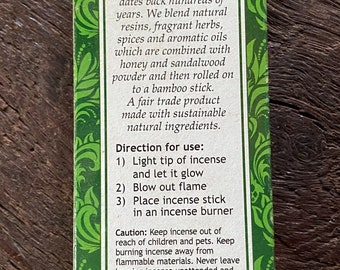 dates back hundreds of
years. We blend natural
resins, fragrant herbs,
spices and aromatic oils
which are combined with
honey and sandalwood
powder and then rolled on
to a bamboo stick.
A fair trade product
made with sustainable
natural ingredients.
Direction for use:
1) Light tip of incense
and let it glow
2) Blow out flame
3) Place incense stick
in an incense burner
Caution: Keep incense out of
reach of children and pets. Keep
burning incense away from
flammable materials. Never leave
burning incense unattended and